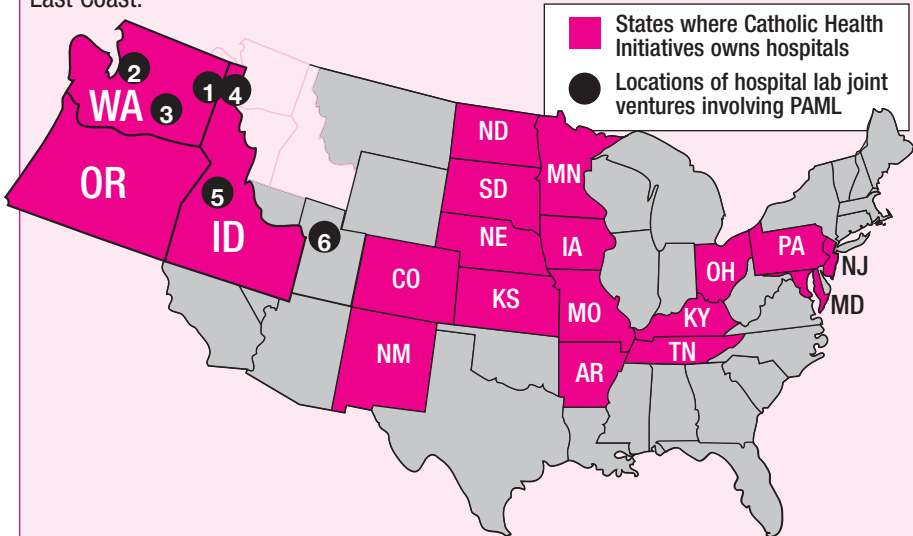 East Coast.
States where Catholic Health
Initiatives owns hospitals
Locations of hospital lab joint
ventures involving PAML
2
1
4
WA
3
ND
MN
OR
SD
5
ID
NE
IA
PA
6
OH
NJ
CO
KS
MO
MD
KY
NM
TN
AR